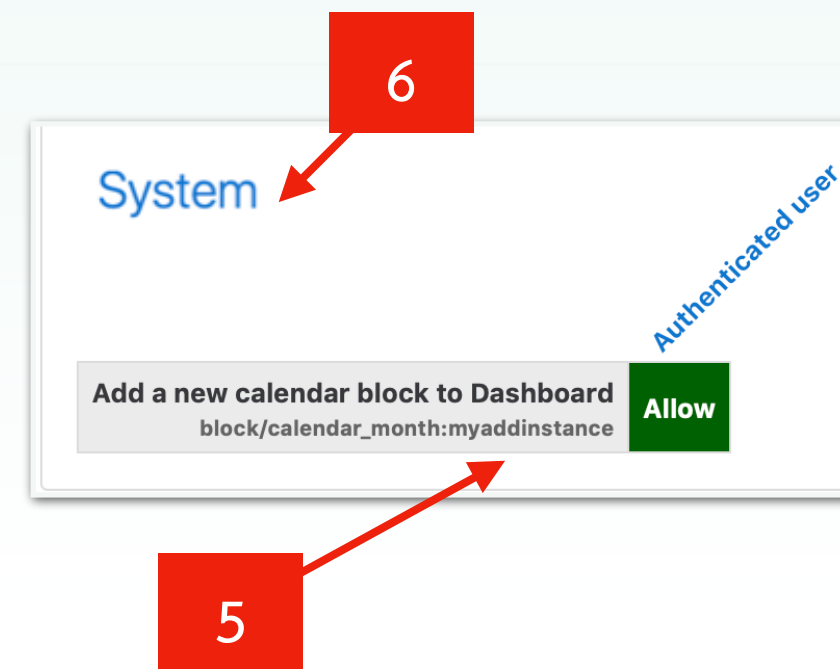 6
System
Authenticated user
Add a new calendar block to Dashboard
block/calendar_month:myaddinstance
Allow
5